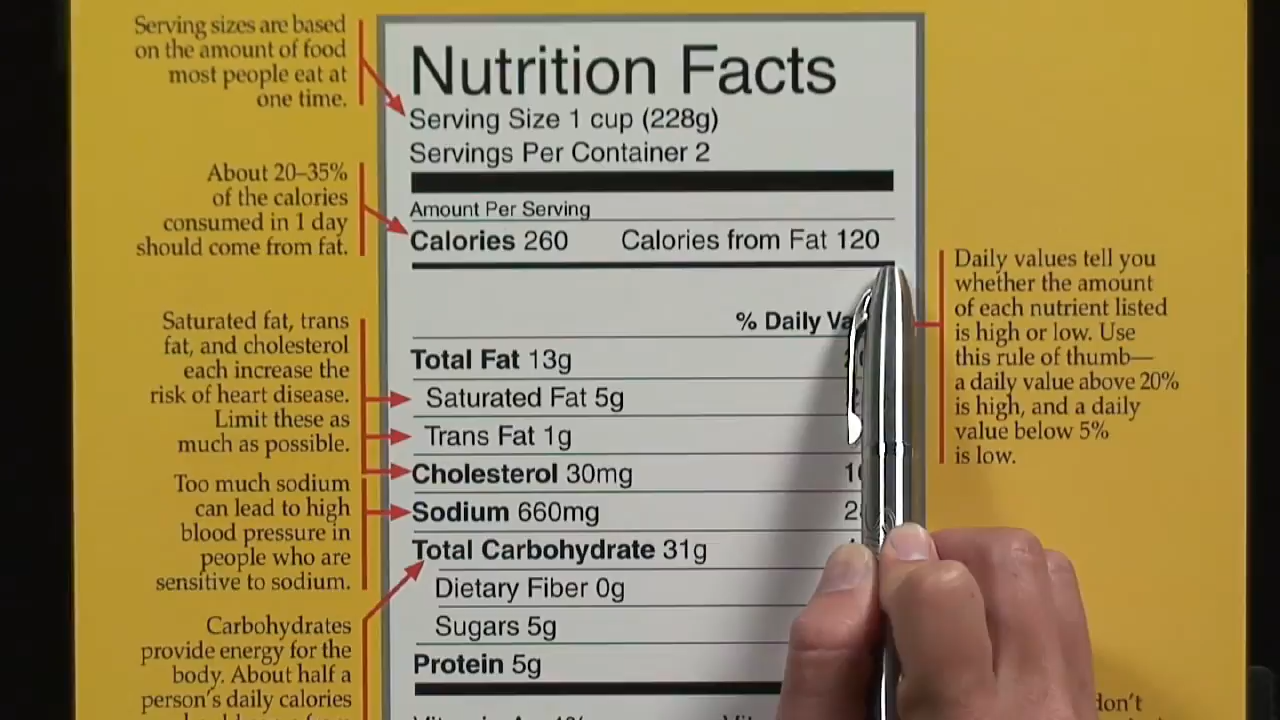 Serving sizes are based
on the amount of food
most people eat at
one time.
About 20–35%
of the calories
consumed in 1 day
should come from fat.
Saturated fat, trans
fat, and cholesterol
each increase the
risk of heart disease.
Limit these as
much as possible.
Too much sodium
can lead to high
blood pressure in
people who are
sensitive to sodium.
Carbohydrates
provide energy for the
body. About half a
person's daily calories
Nutrition Facts
Serving Size 1 cup (228g)
Servings Per Container 2
Amount Per Serving
Calories 260 Calories from Fat 120
% Daily
Total Fat 13g
Saturated Fat 5g
Trans Fat 1g
Cholesterol 30mg
Sodium 660mg
Total Carbohydrate 31g
Dietary Fiber 0g
Sugars 5g
Protein 5g
Daily values tell you
whether the amount
of each nutrient listed
is high or low. Use
this rule of thumb—
a daily value above 20%
is high, and a daily
value below 5%
is low.
don't